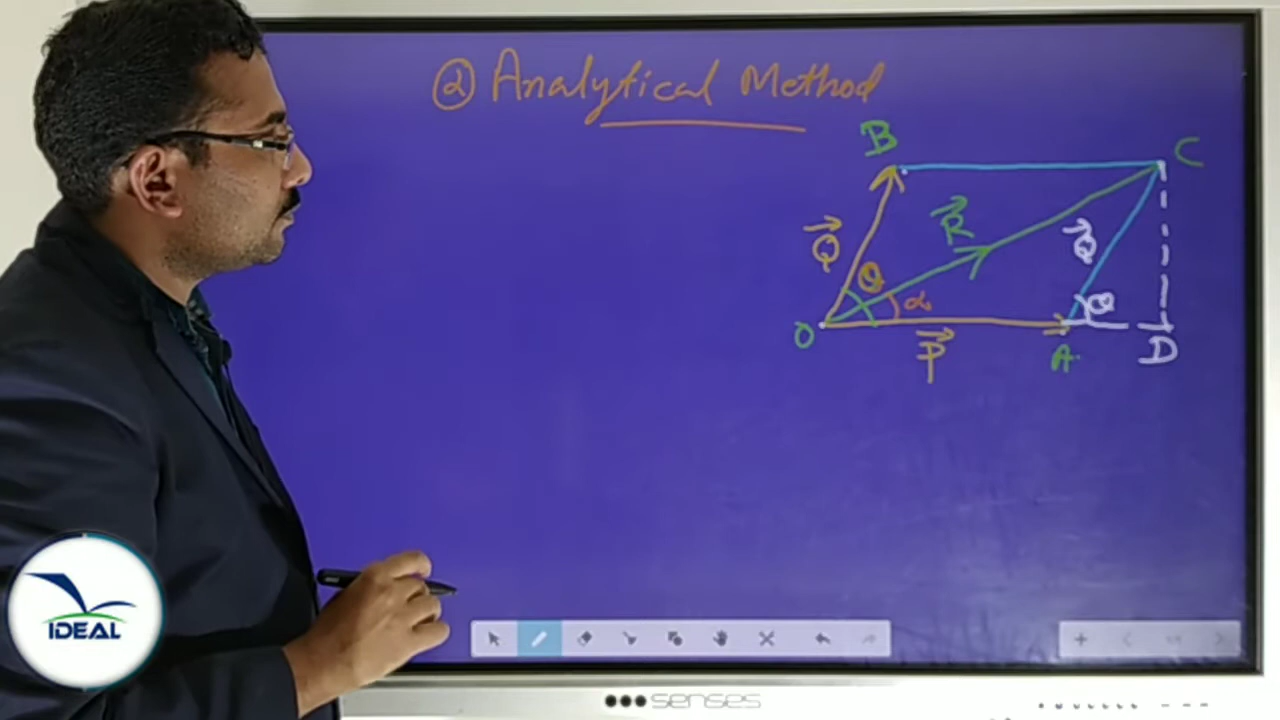 ② Analytical Method
B
C
Q
R
Q
θ
α
θ
O
P
A
D
IDEAL
senses